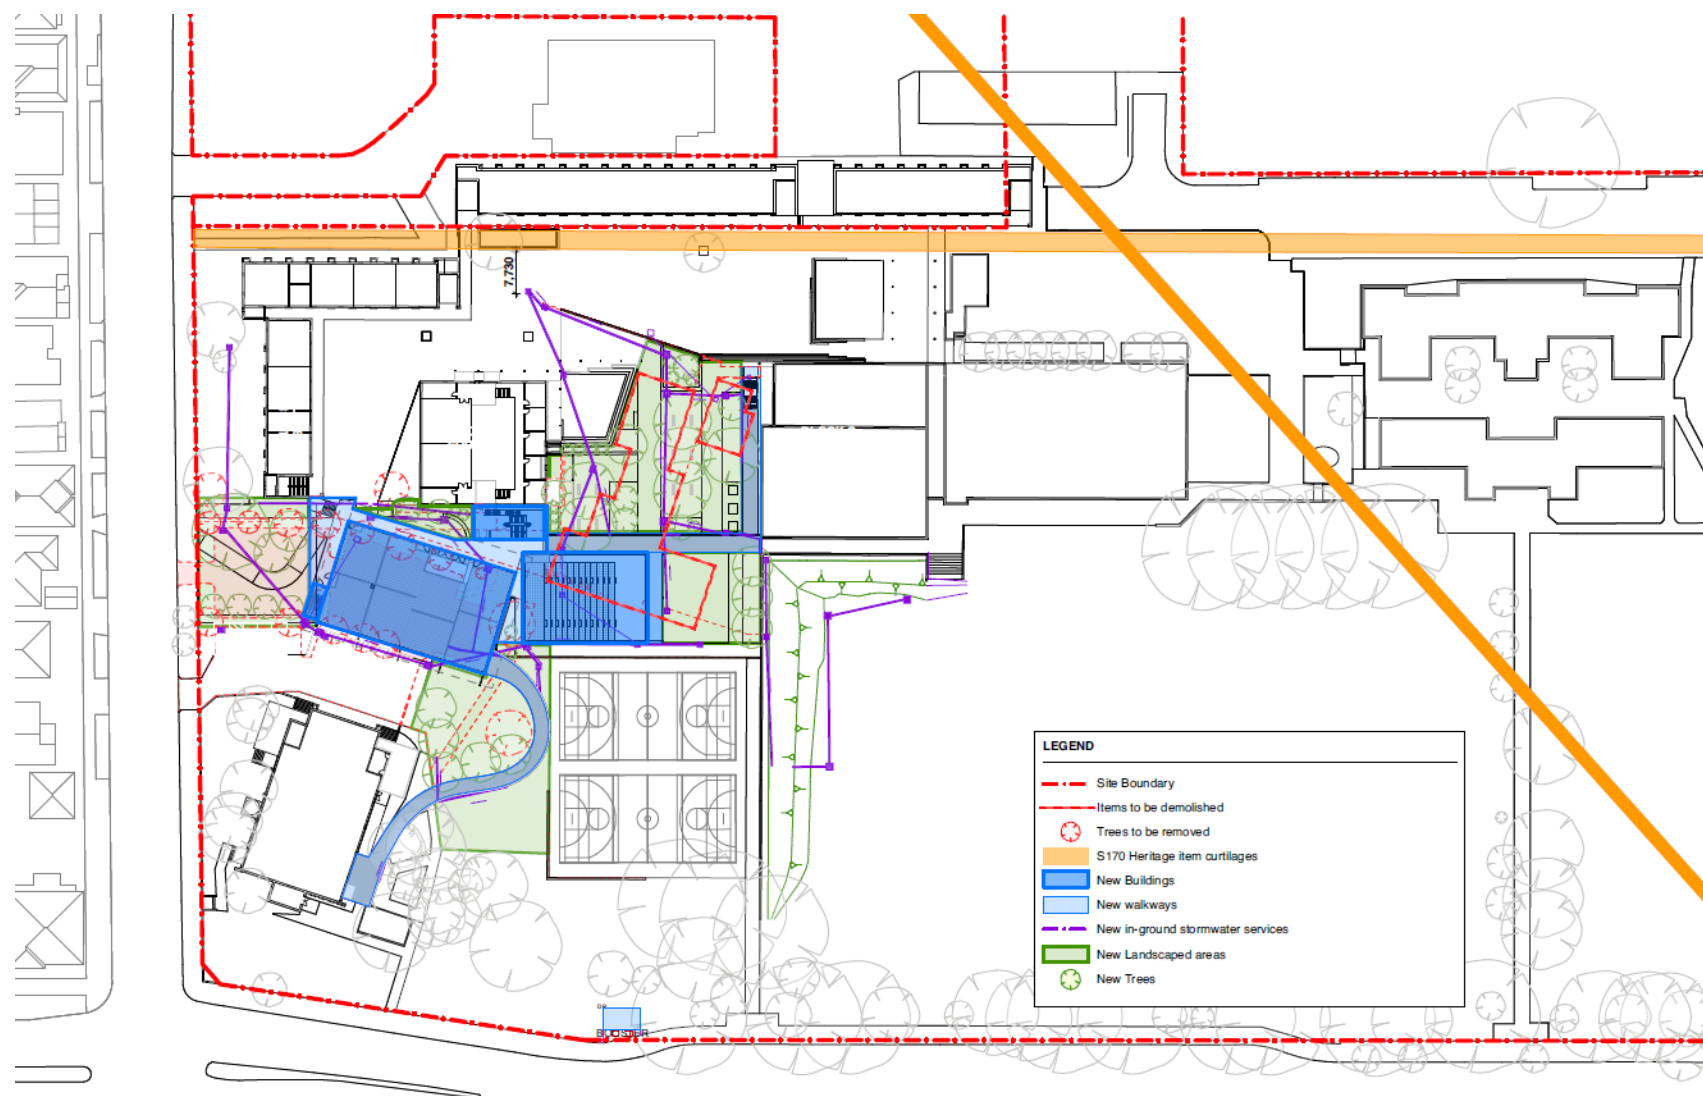 7,730
LEGEND
Site Boundary
Items to be demolished
Trees to be removed
S170 Heritage item curtilages
New Buildings
New walkways
New in-ground stormwater services
New Landscaped areas
New Trees
BOOSTER